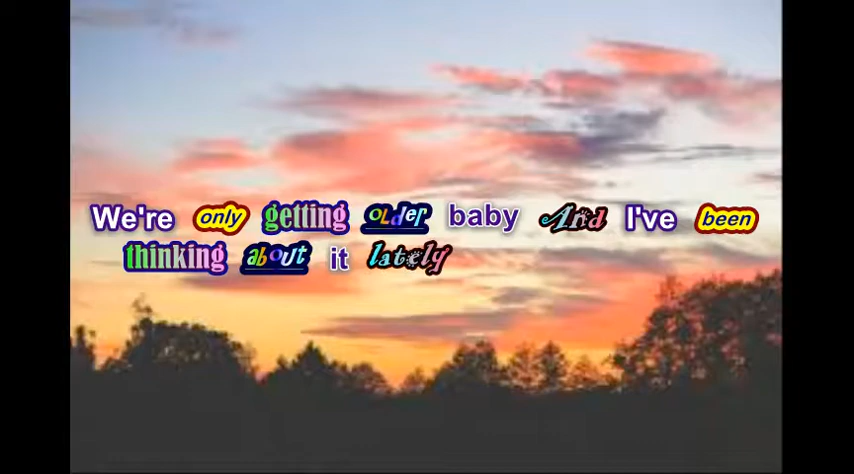 We're only getting older baby And I've been
thinking about it lately